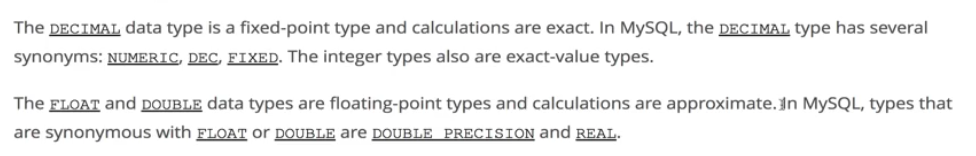 The DECIMAL data type is a fixed-point type and calculations are exact. In MySQL, the DECIMAL type has several
synonyms: NUMERIC, DEC, FIXED. The integer types also are exact-value types.
The FLOAT and DOUBLE data types are floating-point types and calculations are approximate. In MySQL, types that
are synonymous with FLOAT or DOUBLE are DOUBLE PRECISION and REAL.